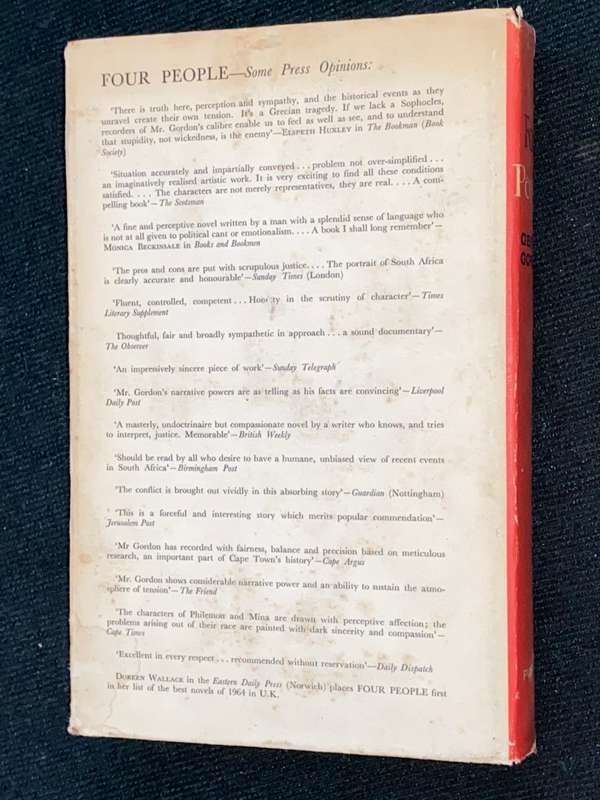 FOUR PEOPLE—Some Press Opinions:
'There is truth here, perception and sympathy, and the historical events as they
unravel create their own tension. It's a Grecian tragedy. If we lack a Sophocles,
recorders of Mr. Gordon's calibre enable us to feel as well as see, and to understand
that stupidity, not wickedness, is the enemy'—ELSPETH HUXLEY in The Bookman (Book
Society)
'Situation accurately and impartially conveyed...problem not over-simplified...
an imaginatively realised artistic work. It is very exciting to find all these conditions
satisfied.... The characters are not merely representatives, they are real.... A com-
pelling book'—The Scotsman
'A fine and perceptive novel written by a man with a splendid sense of language who
is not at all given to political cant or emotionalism.... A book I shall long remember'—
MONICA BECKINSALE in Books and Bookmen
'The pros and cons are put with scrupulous justice.... The portrait of South Africa
is clearly accurate and honourable'—Sunday Times (London)
'Fluent, controlled, competent...Honesty in the scrutiny of character'—Times
Literary Supplement
Thoughtful, fair and broadly sympathetic in approach...a sound documentary'—
The Observer
'An impressively sincere piece of work'—Sunday Telegraph
'Mr. Gordon's narrative powers are as telling as his facts are convincing'—Liverpool
Daily Post
'A masterly, undoctrinaire but compassionate novel by a writer who knows, and tries
to interpret, justice. Memorable'—British Weekly
'Should be read by all who desire to have a humane, unbiased view of recent events
in South Africa'—Birmingham Post
'The conflict is brought out vividly in this absorbing story'—Guardian (Nottingham)
'This is a forceful and interesting story which merits popular commendation'—
Jerusalem Post
'Mr Gordon has recorded with fairness, balance and precision based on meticulous
research, an important part of Cape Town's history'—Cape Argus
'Mr. Gordon shows considerable narrative power and an ability to sustain the atmo-
sphere of tension'—The Friend
'The characters of Philemon and Mina are drawn with perceptive affection; the
problems arising out of their race are painted with dark sincerity and compassion'—
Cape Times
'Excellent in every respect...recommended without reservation'—Daily Dispatch
DOREEN WALLACE in the Eastern Daily Press (Norwich) places FOUR PEOPLE first
in her list of the best novels of 1964 in U.K.